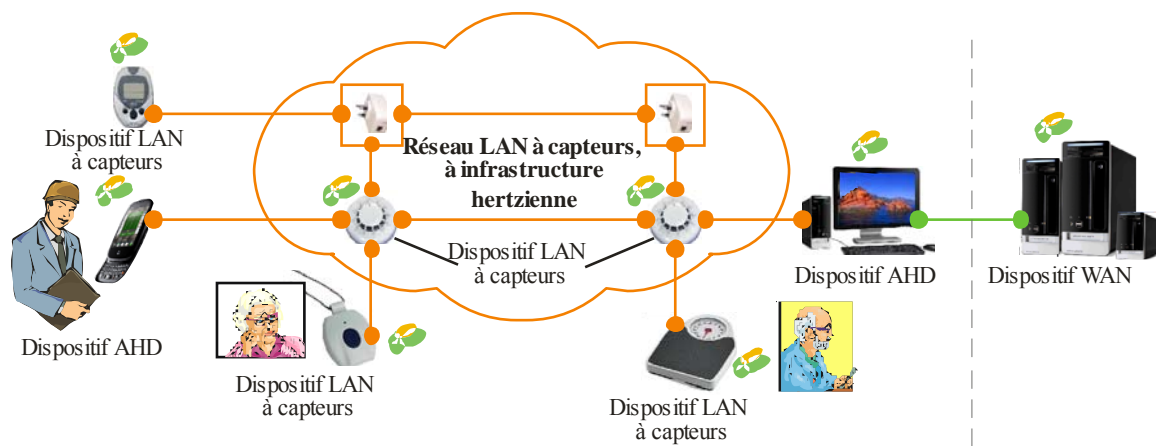 Dispositif LAN
à capteurs
Réseau LAN à capteurs,
à infrastructure
hertzienne
Dispositif LAN
à capteurs
Dispositif AHD
Dispositif WAN
Dispositif AHD
Dispositif LAN
à capteurs
Dispositif LAN
à capteurs